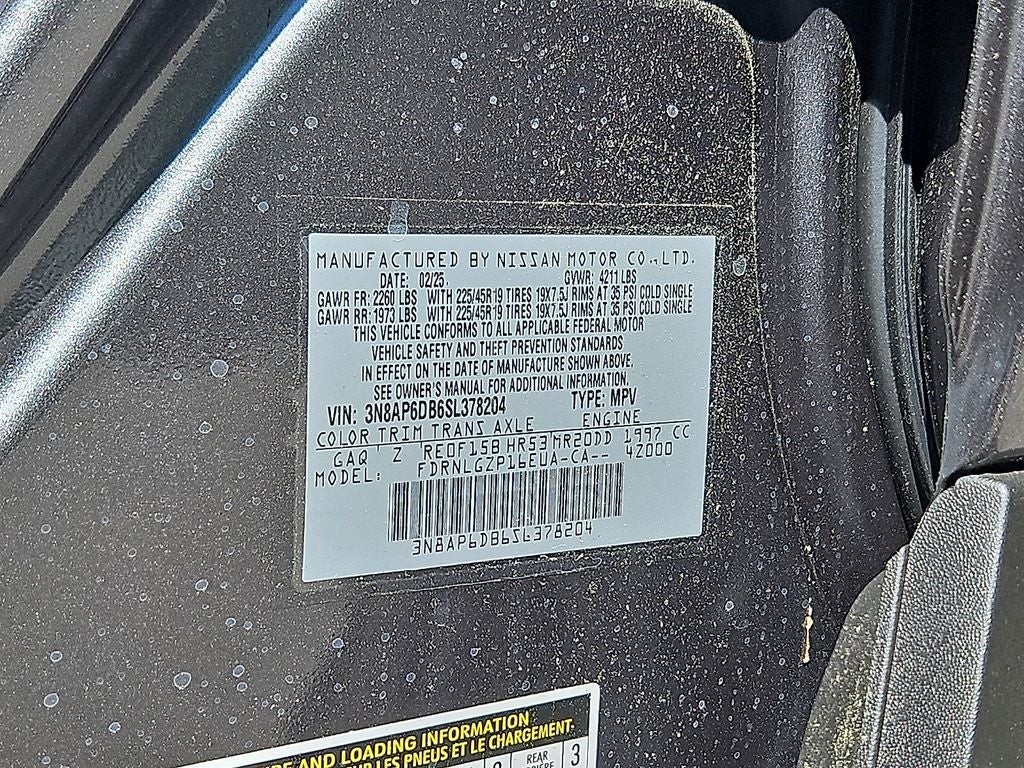 MANUFACTURED BY NISSAN MOTOR CO.,LTD.
DATE: 02/25 GVWR: 4211 LBS
GAWR FR: 2260 LBS WITH 225/45R19 TIRES 19X7.5J RIMS AT 35 PSI COLD SINGLE
GAWR RR: 1973 LBS WITH 225/45R19 TIRES 19X7.5J RIMS AT 35 PSI COLD SINGLE
THIS VEHICLE CONFORMS TO ALL APPLICABLE FEDERAL MOTOR
VEHICLE SAFETY AND THEFT PREVENTION STANDARDS
IN EFFECT ON THE DATE OF MANUFACTURE SHOWN ABOVE.
SEE OWNER'S MANUAL FOR ADDITIONAL INFORMATION.
VIN: 3N8AP6DB6SL378204 TYPE: MPV
COLOR TRIM TRANS AXLE ENGINE
GAQ Z RE0F15B HR53 MR20DD 1997 CC
MODEL: FDRNLGZP16EUA-CA-- 42000
3N8AP6DB6SL378204
AND LOADING INFORMATION
PNEUS ET LE CHARGEMENT
REAR 3